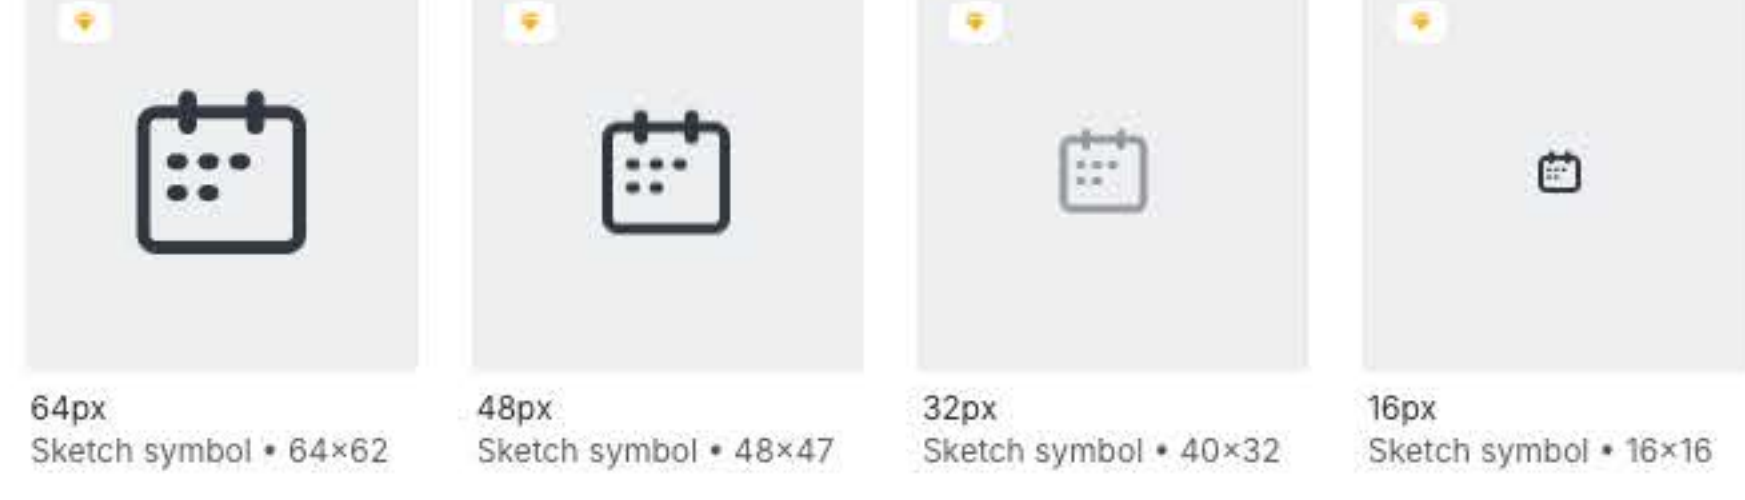 64px
Sketch symbol • 64×62
48px
Sketch symbol • 48×47
32px
Sketch symbol • 40×32
16px
Sketch symbol • 16×16